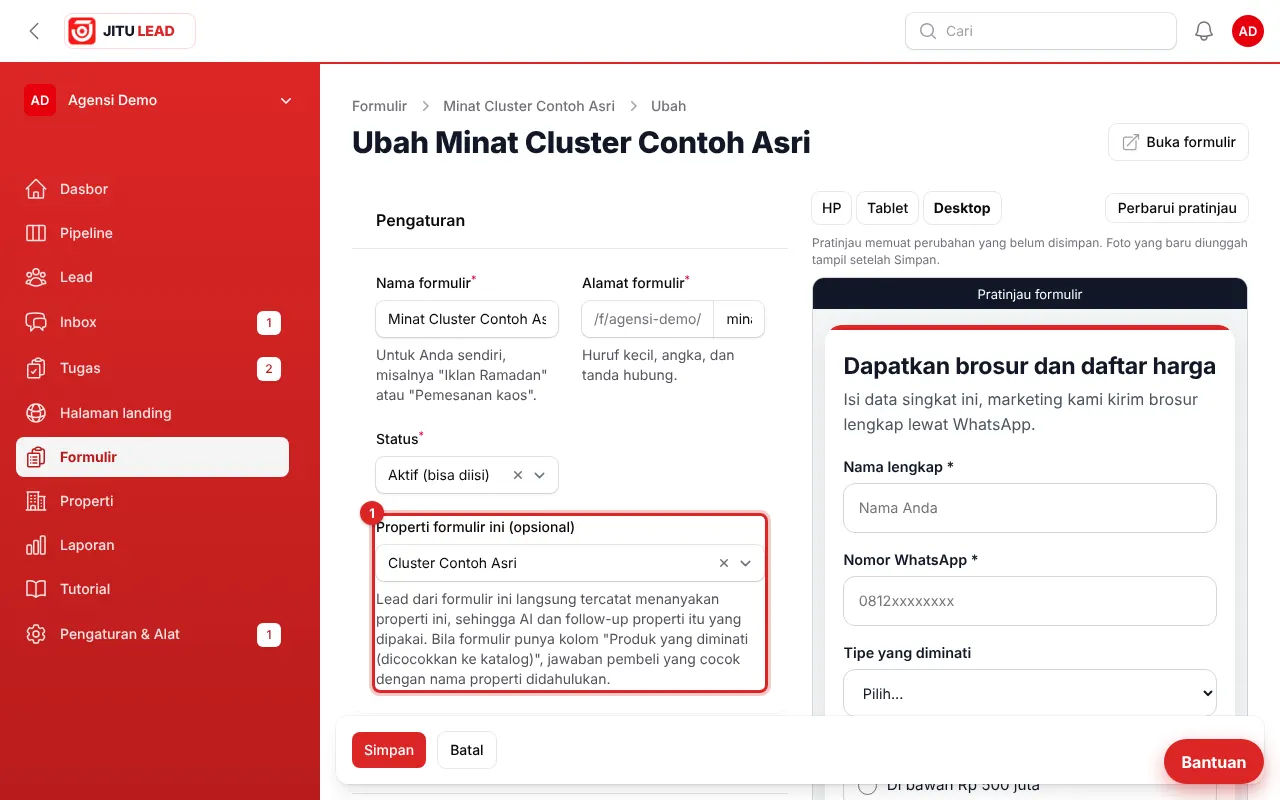 JITU LEAD
Cari
AD
AD
Agensi Demo
Dasbor
Pipeline
Lead
Inbox
1
Tugas
2
Halaman landing
Formulir
Properti
Laporan
Tutorial
Pengaturan & Alat
1
Formulir
Minat Cluster Contoh Asri
Ubah
Ubah Minat Cluster Contoh Asri
Buka formulir
Pengaturan
Nama formulir*
Alamat formulir*
Minat Cluster Contoh As
/f/agensi-demo/
mina
Untuk Anda sendiri,
misalnya "Iklan Ramadan"
atau "Pemesanan kaos".
Huruf kecil, angka, dan
tanda hubung.
Status*
Aktif (bisa diisi)
1
Properti formulir ini (opsional)
Cluster Contoh Asri
Lead dari formulir ini langsung tercatat menanyakan
properti ini, sehingga AI dan follow-up properti itu yang
dipakai. Bila formulir punya kolom "Produk yang diminati
(dicocokkan ke katalog)", jawaban pembeli yang cocok
dengan nama properti didahulukan.
Simpan
Batal
HP
Tablet
Desktop
Perbarui pratinjau
Pratinjau memuat perubahan yang belum disimpan. Foto yang baru diunggah
tampil setelah Simpan.
Pratinjau formulir
Dapatkan brosur dan daftar harga
Isi data singkat ini, marketing kami kirim brosur
lengkap lewat WhatsApp.
Nama lengkap *
Nama Anda
Nomor WhatsApp *
0812xxxxxxxx
Tipe yang diminati
Pilih...
Di bawah Rp 500 juta
Bantuan